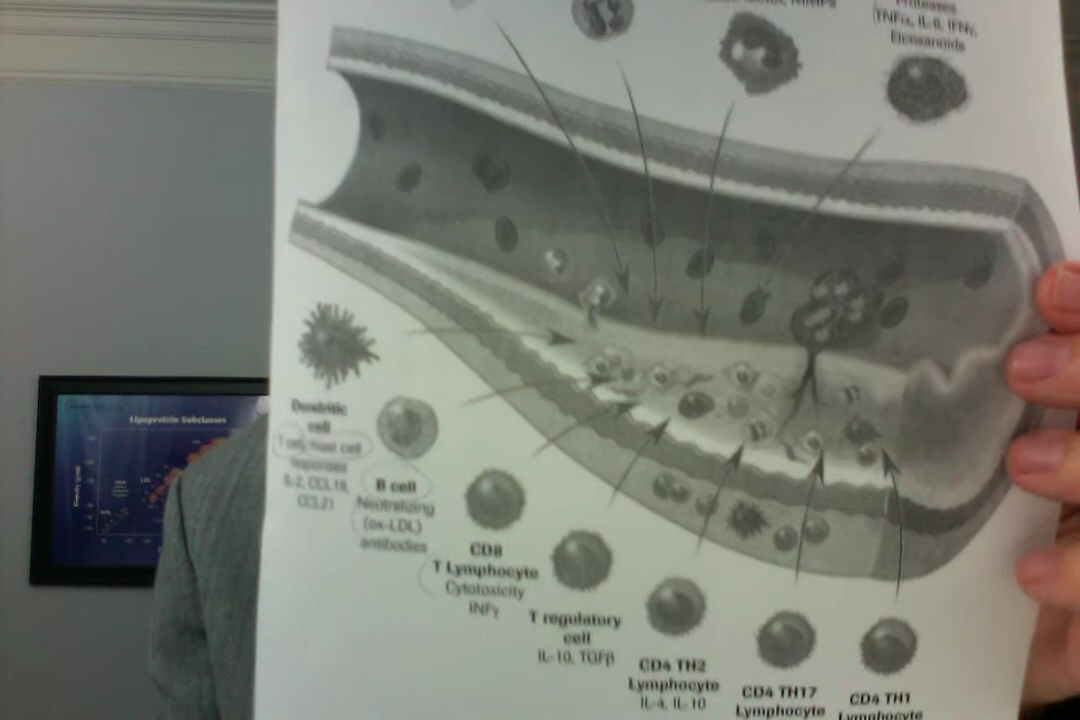 Proteases
TNFα, IL-6, IFNγ,
Eicosanoids
Lipoprotein Subclasses
Dendritic
cell
T cell, mast cell
responses
IL-2, CCL19,
CCL21
B cell
Neutralizing
(ox-LDL)
antibodies
CD8
T Lymphocyte
Cytotoxicity
INFγ
T regulatory
cell
IL-10, TGFβ
CD4 TH2
Lymphocyte
IL-4, IL-10
CD4 TH17
Lymphocyte
CD4 TH1
Lymphocyte